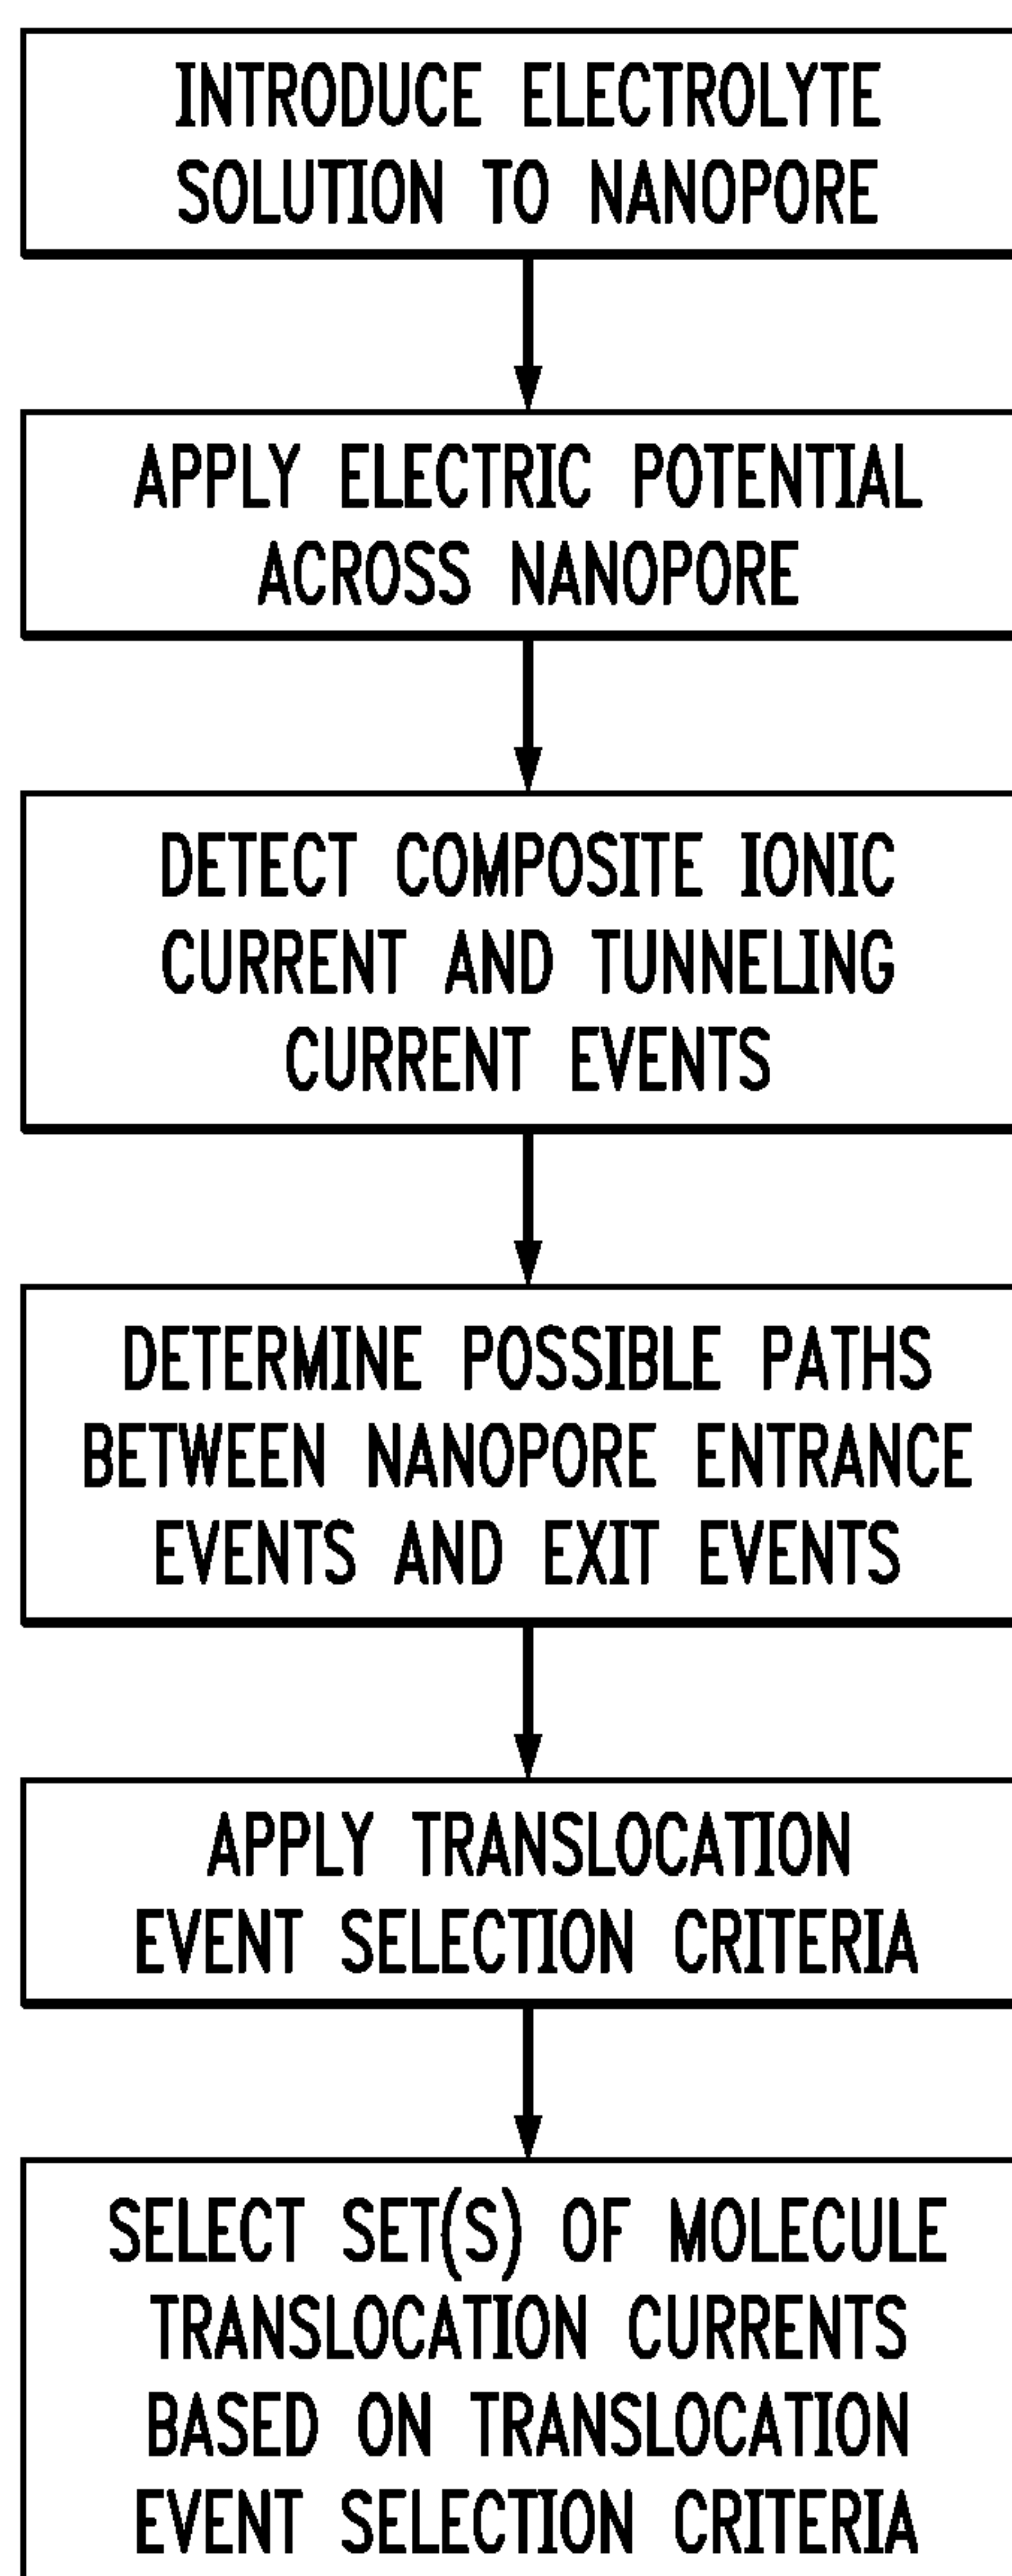 INTRODUCE ELECTROLYTE
SOLUTION TO NANOPORE
APPLY ELECTRIC POTENTIAL
ACROSS NANOPORE
DETECT COMPOSITE IONIC
CURRENT AND TUNNELING
CURRENT EVENTS
DETERMINE POSSIBLE PATHS
BETWEEN NANOPORE ENTRANCE
EVENTS AND EXIT EVENTS
APPLY TRANSLOCATION
EVENT SELECTION CRITERIA
SELECT SET(S) OF MOLECULE
TRANSLOCATION CURRENTS
BASED ON TRANSLOCATION
EVENT SELECTION CRITERIA